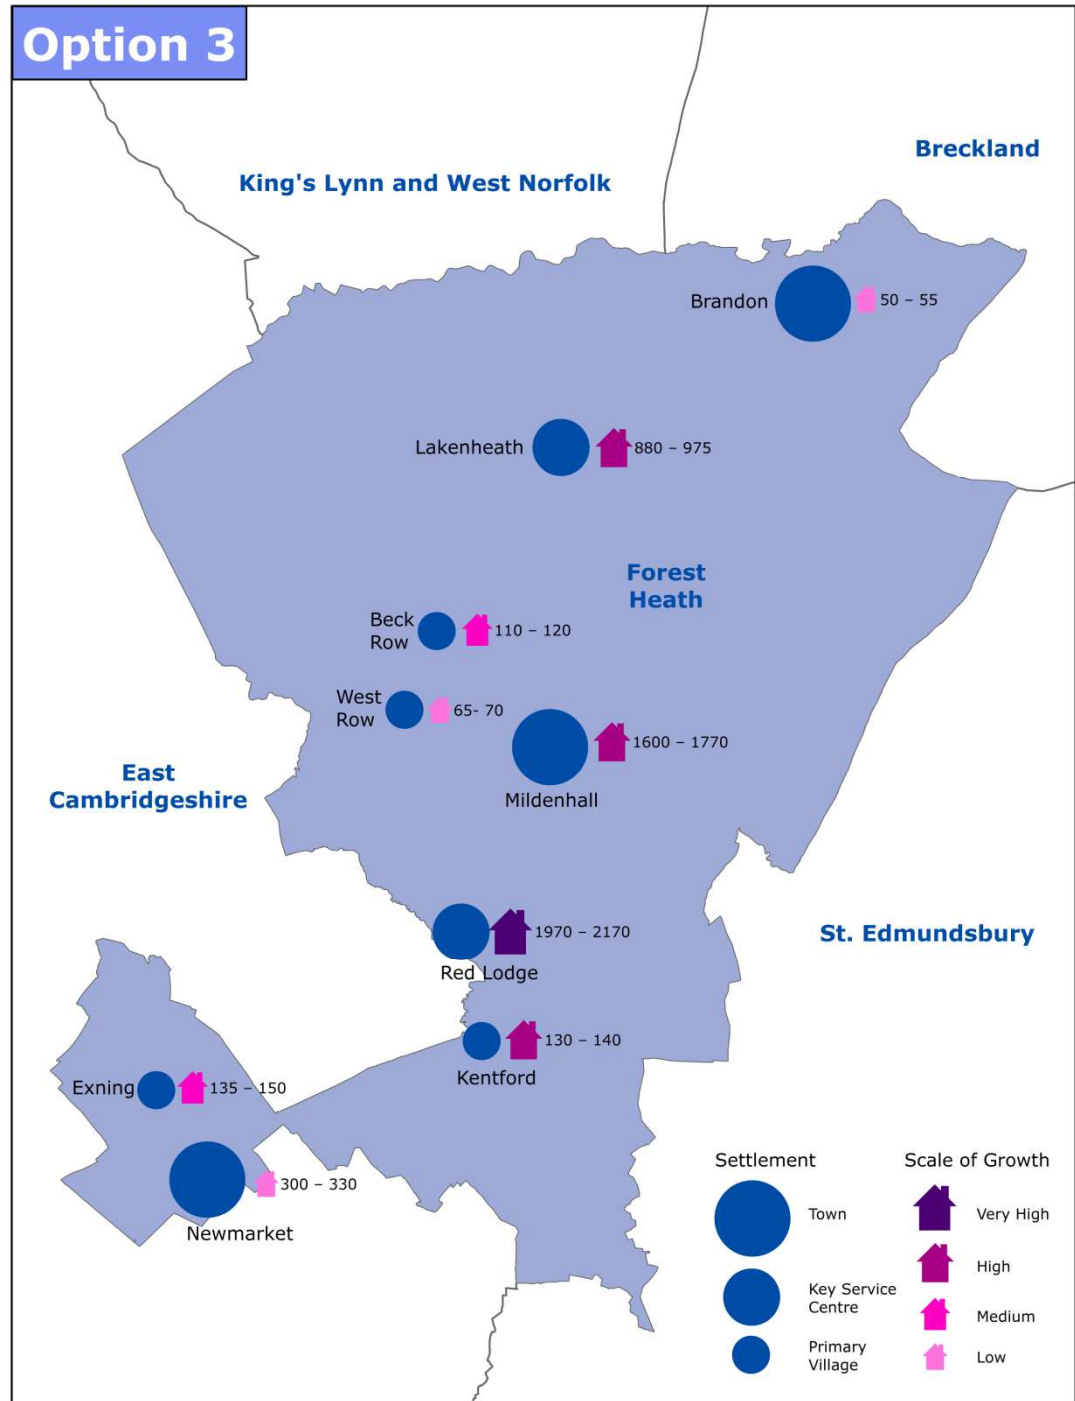 Option 3
Breckland
King's Lynn and West Norfolk
Brandon
50 – 55
Lakenheath
880 – 975
Forest
Heath
Beck
Row
110 – 120
West
Row
65- 70
1600 – 1770
Mildenhall
East
Cambridgeshire
1970 – 2170
Red Lodge
St. Edmundsbury
130 – 140
Kentford
Exning
135 – 150
300 – 330
Newmarket
Settlement
Town
Key Service
Centre
Primary
Village
Scale of Growth
Very High
High
Medium
Low